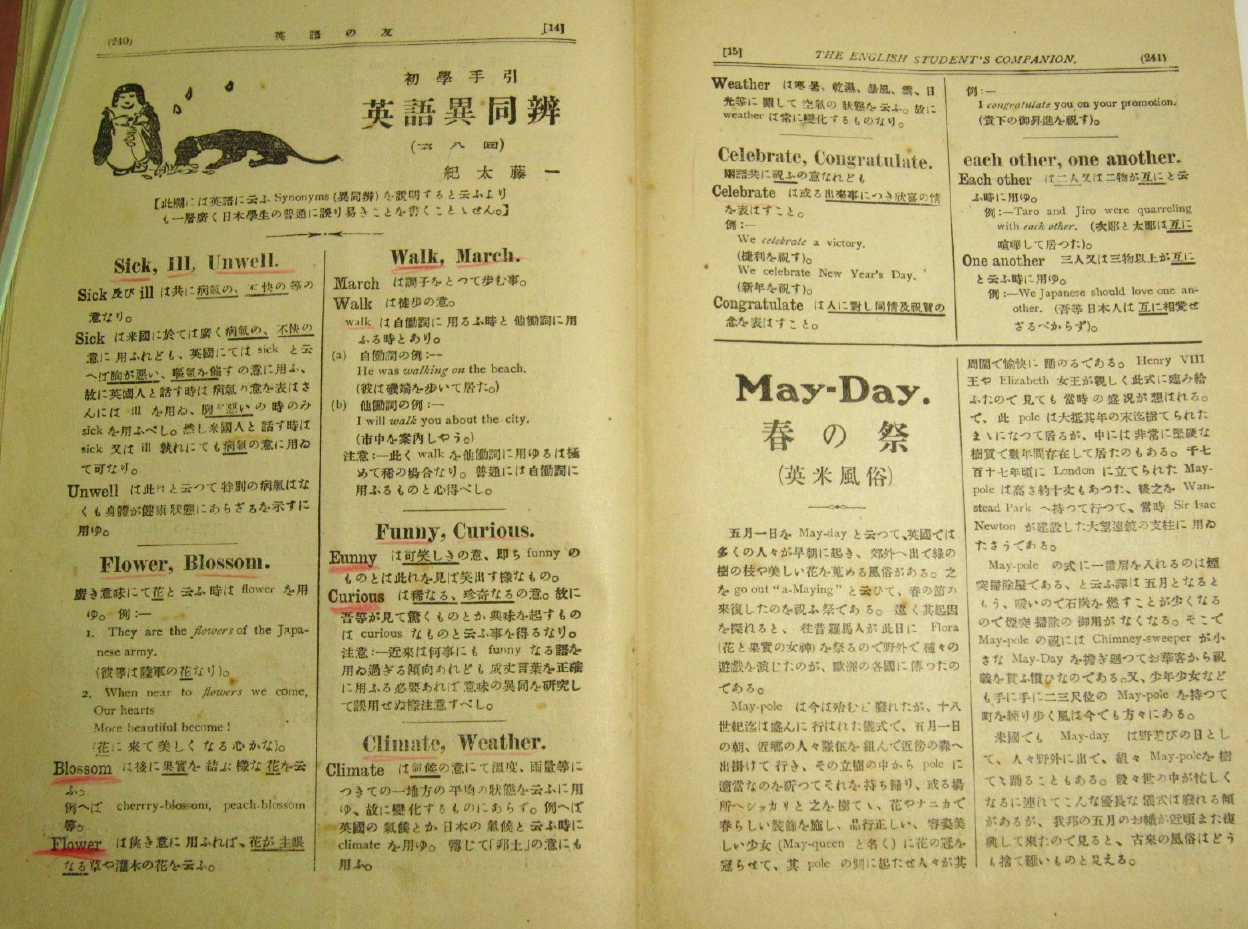 (240)
英語の友
[14]
初學手引
英語異同辨
(六八回)
紀太藤一
【此欄には英語に云ふ Synonyms (異同辨) を説明すると云ふより
も一層廣く日本學生の普通に誤り易きことを書くこといせん。】
Sick, ill, Unwell.
Sick 及び ill は共に病氣の、不快の等の
意なり。
Sick は米國に於ては廣く病氣の、不快の
意に用ふれども、英國にては sick と云
へば胸が悪い、嘔氣を催すの意に用ふ、
故に英國人と話す時は病氣の意を表はさ
んには ill を用ゐ、胸が悪いの時のみ
sick を用ふべし。然し米國人と話す時は
sick 又は ill 孰れにても病氣の意に用ゐ
て可なり。
Unwell は此れと云つて特別の病氣はな
くも身體が健康狀態にあらざるを示すに
用ゆ。
Flower, Blossom.
廣き意味にて花と云ふ時は flower を用
ゆ。例:—
1. They are the flowers of the Japa-
nese army.
(彼等は陸軍の花なり)。
2. When near to flowers we come,
Our hearts
More beautiful become!
(花に來て美しくなる心かな)。
Blossom は後に果實を結ぶ樣な花を云
ふ。
例へば cherrry-blossom, peach-blossom
等。
Flower は狹き意に用ふれば、花が主眼
なる草や灌木の花を云ふ。
Walk, March.
March は調子をとつて歩む事。
Walk は徒歩の意。
walk は自働詞に用ゐる時と他働詞に用
ふる時とあり。
(a) 自働詞の例:—
He was walking on the beach.
(彼は磯端を歩いて居た。)
(b) 他働詞の例:—
I will walk you about the city.
(市中を案内しやう。)
注意:—此く walk を他働詞に用ゆるは極
めて稀の場合なり。普通には自働詞に
用ふるものと心得べし。
Funny, Curious.
Funny は可笑しきの意、即ち funny の
ものとは此れを見ば笑出す樣なもの。
Curious は稀なる、珍奇なるの意。故に
吾等が見て驚くものとか興味を起すもの
は curious なものと云ふ事を得るなり。
注意:—近來は何事にも funny なる語を
用ゐ過ぎる傾向あれども成丈言葉を正確
に用ふる必要あれば意味の異同を研究し
て誤用せぬ樣注意すべし。
Climate, Weather.
Climate は氣候の意にて溫度、雨量等に
つきての一地方の平均の狀態を云ふに用
ゆ、故に變化するものにあらず。例へば
英國の氣候とか日本の氣候と云ふ時に
climate を用ゆ。轉じて「邦土」の意にも
用ふ。
[15]
THE ENGLISH STUDENT'S COMPANION.
(241)
Weather は寒暑、乾濕、暴風、雲、日
光等に關して空氣の狀態を云ふ。故に
weather は常に變化するものなり。
Celebrate, Congratulate.
兩語共に祝ふの意なれども
Celebrate は或る出來事につき欣喜の情
を表はすこと。
例:—
We celebrate a victory.
(捷利を祝す)。
We celebrate New Year's Day.
(新年を祝す)。
Congratulate は人に對し同情及祝賀の
念を表はすこと。
例:—
I congratulate you on your promotion.
(貴下の御昇進を祝す)。
each other, one another.
Each other は二人又は二物が互にと云
ふ時に用ゆ。
例:—Taro and Jiro were quarreling
with each other. (次郎と太郎は互に
喧嘩して居つた)。
One another 三人又は三物以上が互に
と云ふ時に用ゆ。
例:—We Japanese should love one an-
other. (吾等日本人は互に相愛せ
ざるべからず)。
May-Day.
春の祭
(英米風俗)
五月一日を May-day と云つて、英國では
多くの人々が早朝に起き、郊外へ出て綠の
樹の枝や美しい花を蒐める風俗がある。之
を go out "a-Maying" と云ひて、春の節の
來復したのを祝ふ祭である。遠く其起因
を探れると、往昔羅馬人が此日に Flora
(花と果實の女神) を祭るので野外で種々の
遊戲を演じたのが、歐洲の各國に傳つたの
である。
May-pole は今は殆むど廢れたが、十八
世紀迄は盛んに行はれた儀式で、五月一日
の朝、近鄕の人々隊伍を組んで近傍の森へ
出掛けて行き、その立樹の中から pole に
適當なのを斫つてそれを持ち歸り、或る場
所へシッカリと之を樹てゝ、花やナニカで
春らしい裝飾を施し、品行正しい、容姿美
しい少女 (May-queen と名く) に花の冠を
冠らせて、其 pole の側に起たせ人々が其
周圍で愉快に踊のるである。Henry VIII
王や Elizabeth 女王が親しく此式に臨み給
ふたので見ても當時の盛況が想はれる。
で、此 pole は大抵其年の末迄捨てられた
まゝになつて居るが、中には非常に堅硬な
樹質で數年間存在して居たのもある。千七
百十七年頃に London に立てられた May-
pole は高さ約十丈もあつた、後之を Wan-
stead Park へ持つて行つて、當時 Sir Isac
Newton が建設した大望遠鏡の支柱に用ゐ
たさうである。
May-pole の式に一番肩を入れるのは煙
突掃除屋である、と云ふ譯は五月となると
もう、暖いので石炭を燃すことが少くなる
ので煙突掃除の御用がなくなる。そこで
May-pole の祝には Chimney-sweeper が小
さな May-Day を擔ぎ廻つてお華客から祝
儀を貰ふ慣ひなのである。又、少年少女など
も手に手に二三尺位の May-pole を持つて
町を練り歩く風は今でも方々にある。
米國でも May-day は野遊びの日とし
て、人々野外に出で、組々 May-poleを樹
てゝ踊ることもある。段々世の中が忙しく
なるに連れてこんな優長な儀式は廢れる傾
があるが、我邦の五月のお幟が近頃また復
興して來たので見ると、古來の風俗はどう
も捨て難いものと見える。